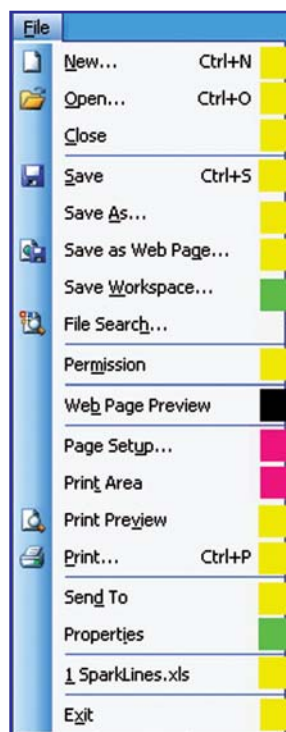 File
New... Ctrl+N
Open... Ctrl+O
Close
Save Ctrl+S
Save As...
Save as Web Page...
Save Workspace...
File Search...
Permission
Web Page Preview
Page Setup...
Print Area
Print Preview
Print... Ctrl+P
Send To
Properties
1 SparkLines.xls
Exit